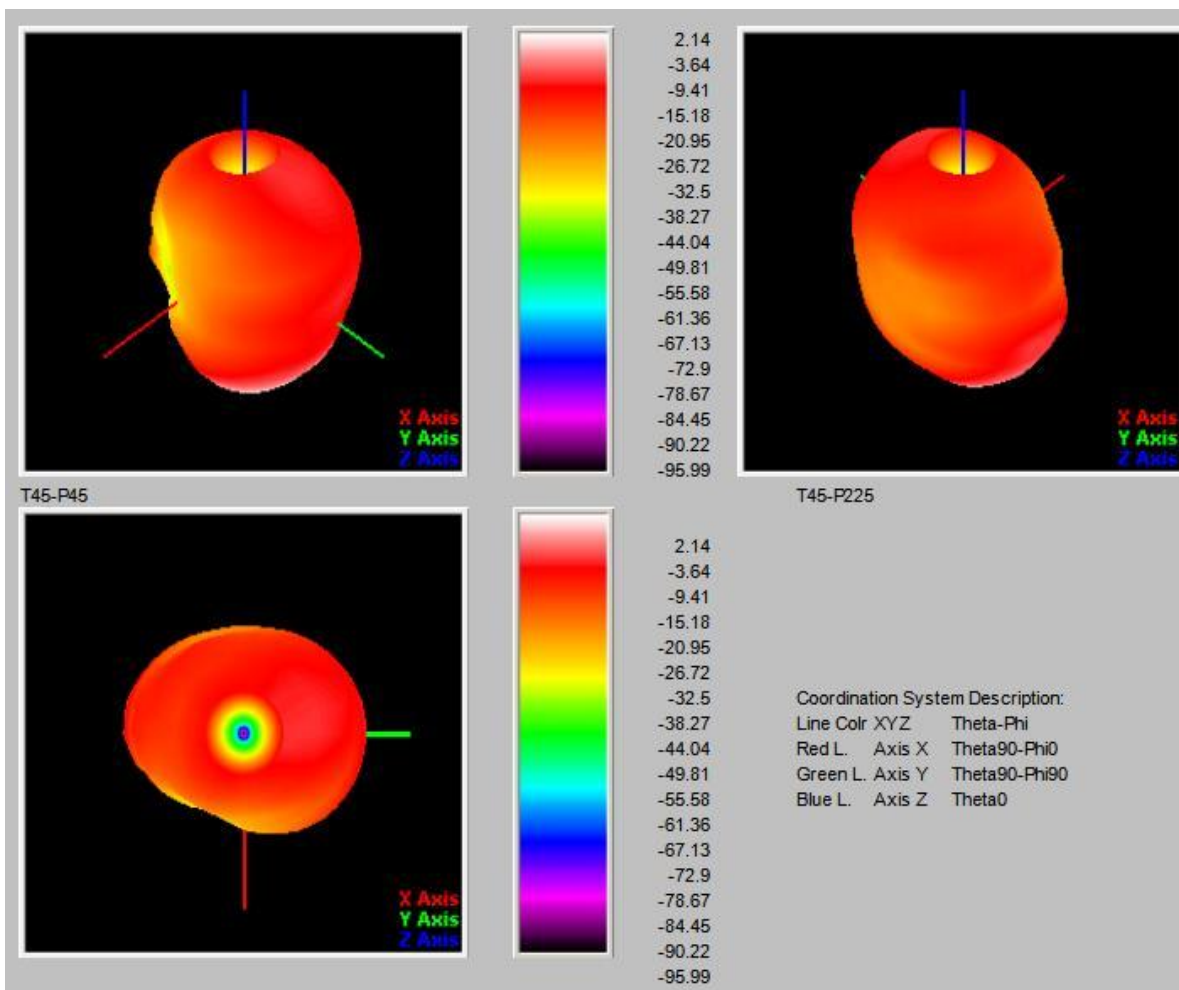 2.14
-3.64
-9.41
-15.18
-20.95
-26.72
-32.5
-38.27
-44.04
-49.81
-55.58
-61.36
-67.13
-72.9
-78.67
-84.45
-90.22
-95.99
X Axis
Y Axis
Z Axis
X Axis
Y Axis
Z Axis
T45-P45
T45-P225
2.14
-3.64
-9.41
-15.18
-20.95
-26.72
-32.5
-38.27
-44.04
-49.81
-55.58
-61.36
-67.13
-72.9
-78.67
-84.45
-90.22
-95.99
X Axis
Y Axis
Z Axis
Coordination System Description:
Line Colr XYZ Theta-Phi
Red L. Axis X Theta90-Phi0
Green L. Axis Y Theta90-Phi90
Blue L. Axis Z Theta0